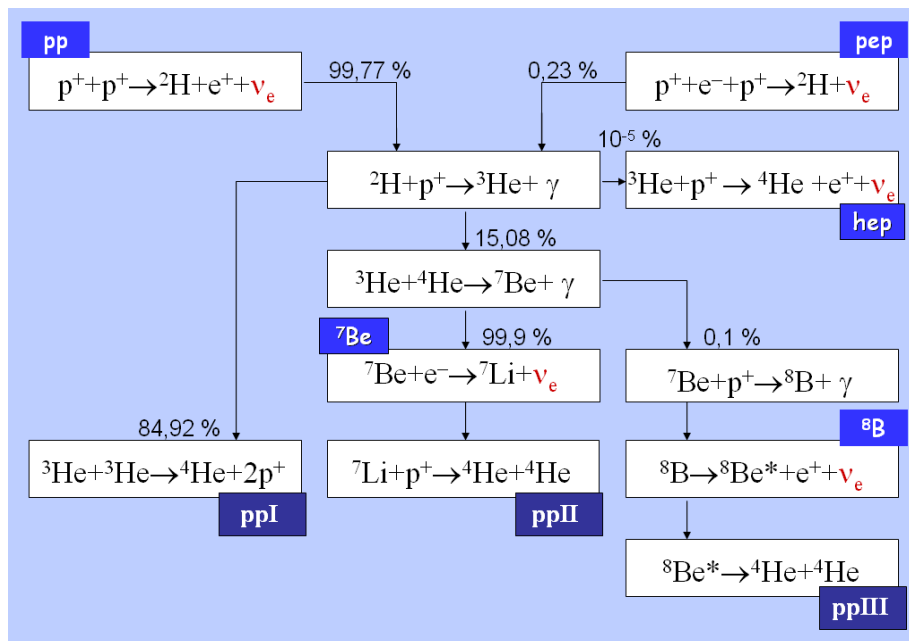 pp
pep
99,77 %
0,23 %
p⁺+p⁺→²H+e⁺+νₑ
p⁺+e⁻+p⁺→²H+νₑ
10⁻⁵ %
²H+p⁺→³He+ γ
³He+p⁺→ ⁴He +e⁺+νₑ
hep
15,08 %
³He+⁴He→⁷Be+ γ
⁷Be
99,9 %
0,1 %
⁷Be+e⁻→⁷Li+νₑ
⁷Be+p⁺→⁸B+ γ
84,92 %
⁸B
³He+³He→⁴He+2p⁺
⁷Li+p⁺→⁴He+⁴He
⁸B→⁸Be*+e⁺+νₑ
ppI
ppII
⁸Be*→⁴He+⁴He
ppIII